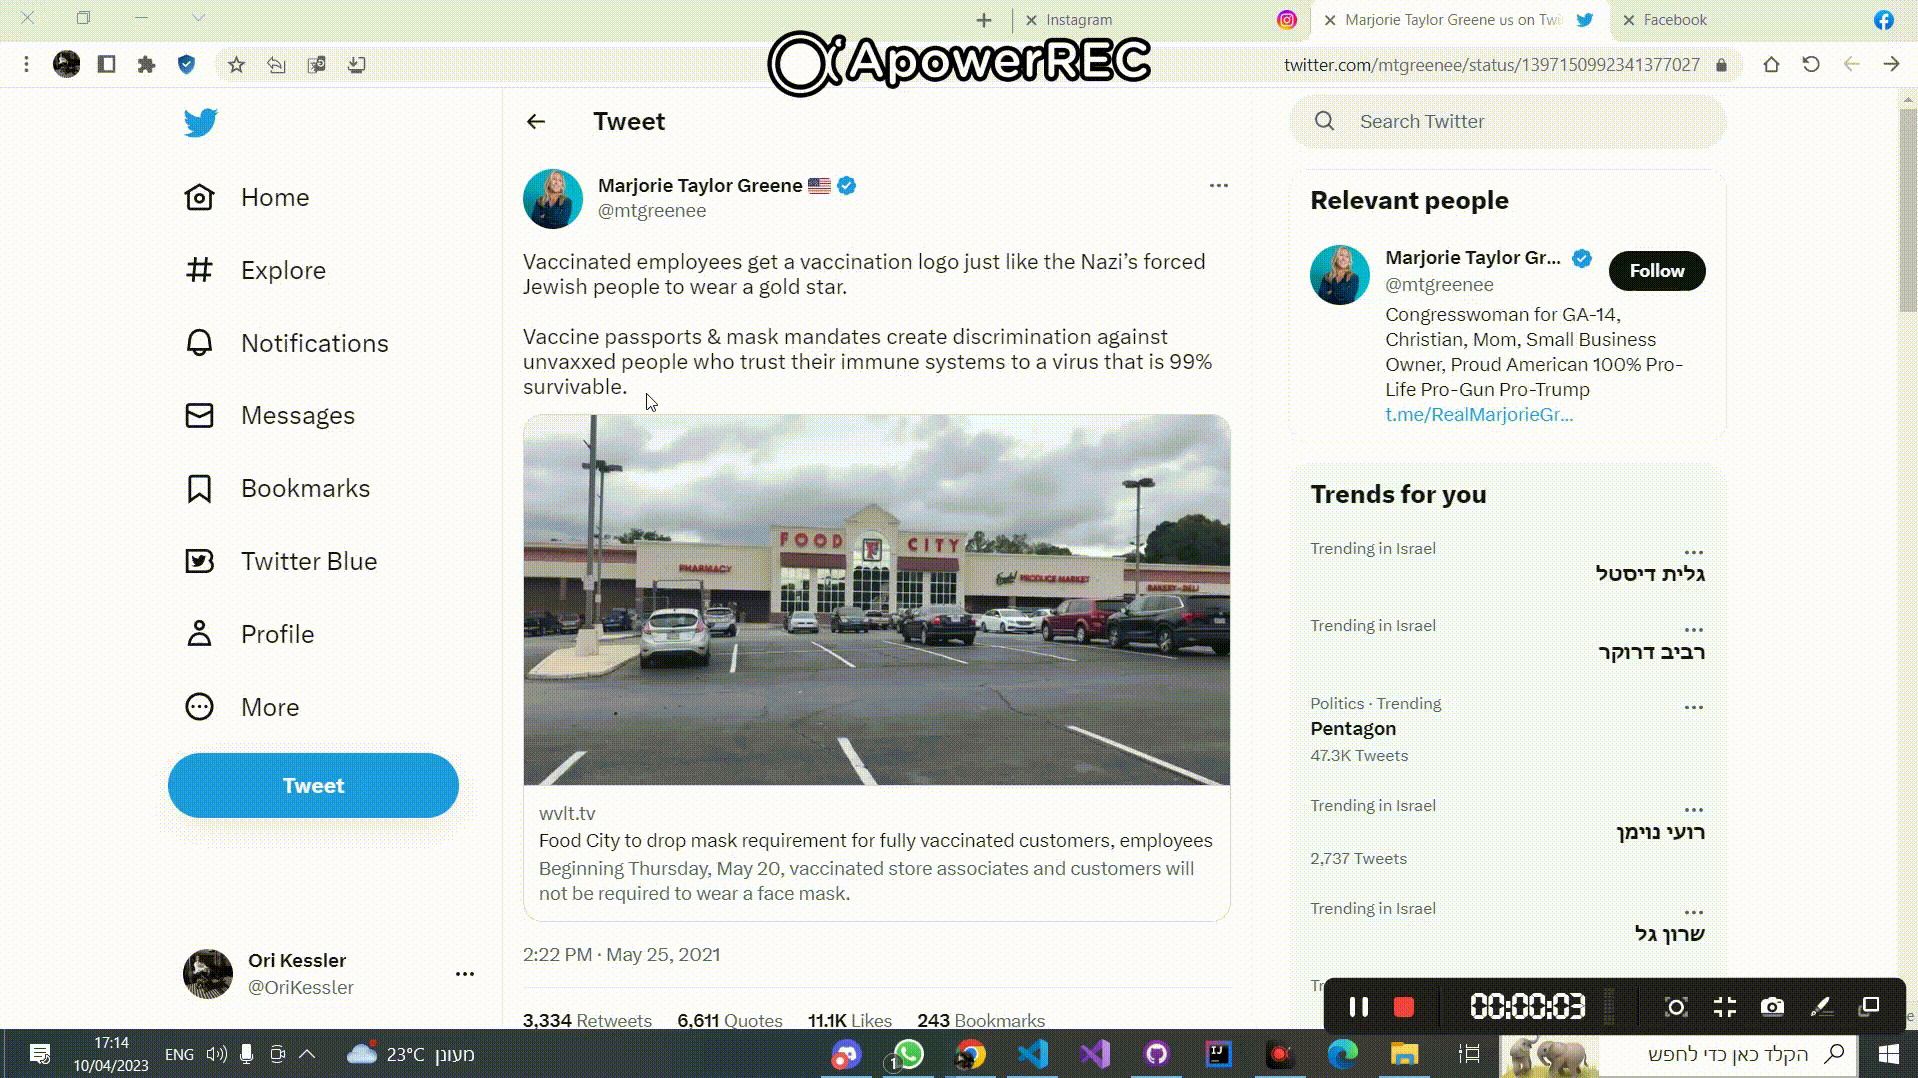 Instagram
Marjorie Taylor Greene us on Twi
Facebook
ApowerREC
twitter.com/mtgreenee/status/1397150992341377027
Home
Explore
Notifications
Messages
Bookmarks
Twitter Blue
Profile
More
Tweet
Ori Kessler
@OriKessler
Tweet
Marjorie Taylor Greene
@mtgreenee
Vaccinated employees get a vaccination logo just like the Nazi’s forced
Jewish people to wear a gold star.
Vaccine passports & mask mandates create discrimination against
unvaxxed people who trust their immune systems to a virus that is 99%
survivable.
FOOD CITY
PHARMACY
PRODUCE MARKET
BAKERY-DELI
wvlt.tv
Food City to drop mask requirement for fully vaccinated customers, employees
Beginning Thursday, May 20, vaccinated store associates and customers will
not be required to wear a face mask.
2:22 PM · May 25, 2021
3,334 Retweets 6,611 Quotes 11.1K Likes 243 Bookmarks
Search Twitter
Relevant people
Marjorie Taylor Gr...
@mtgreenee
Follow
Congresswoman for GA-14,
Christian, Mom, Small Business
Owner, Proud American 100% Pro-
Life Pro-Gun Pro-Trump
t.me/RealMarjorieGr...
Trends for you
Trending in Israel
גלית דיסטל
Trending in Israel
רביב דרוקר
Politics · Trending
Pentagon
47.3K Tweets
Trending in Israel
רועי נוימן
2,737 Tweets
Trending in Israel
שרון גל
Tr
00:00:03
17:14
10/04/2023
ENG
23°C מעונן
1
IJ
הקלד כאן כדי לחפש